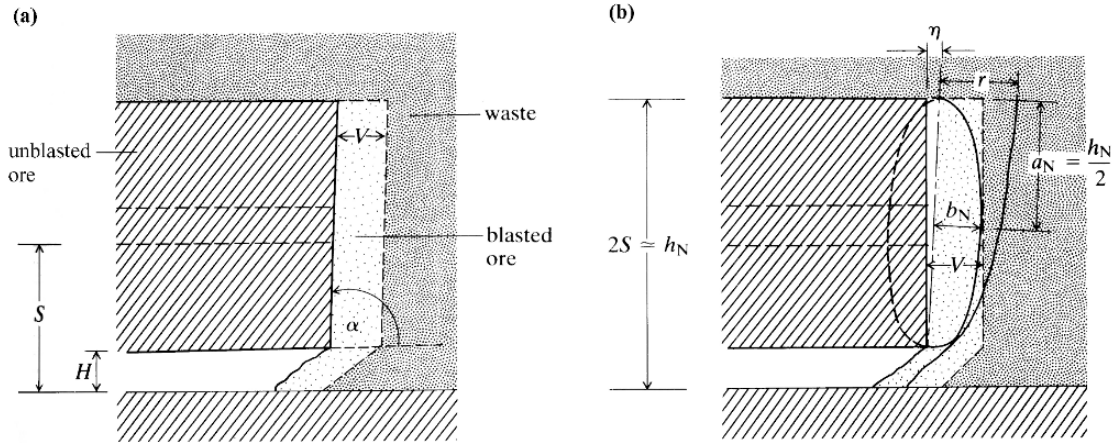 (a)
V
waste
unblasted
ore
blasted
ore
S
α
H
(b)
η
r
a_N = h_N/2
2S ≃ h_N
b_N
V